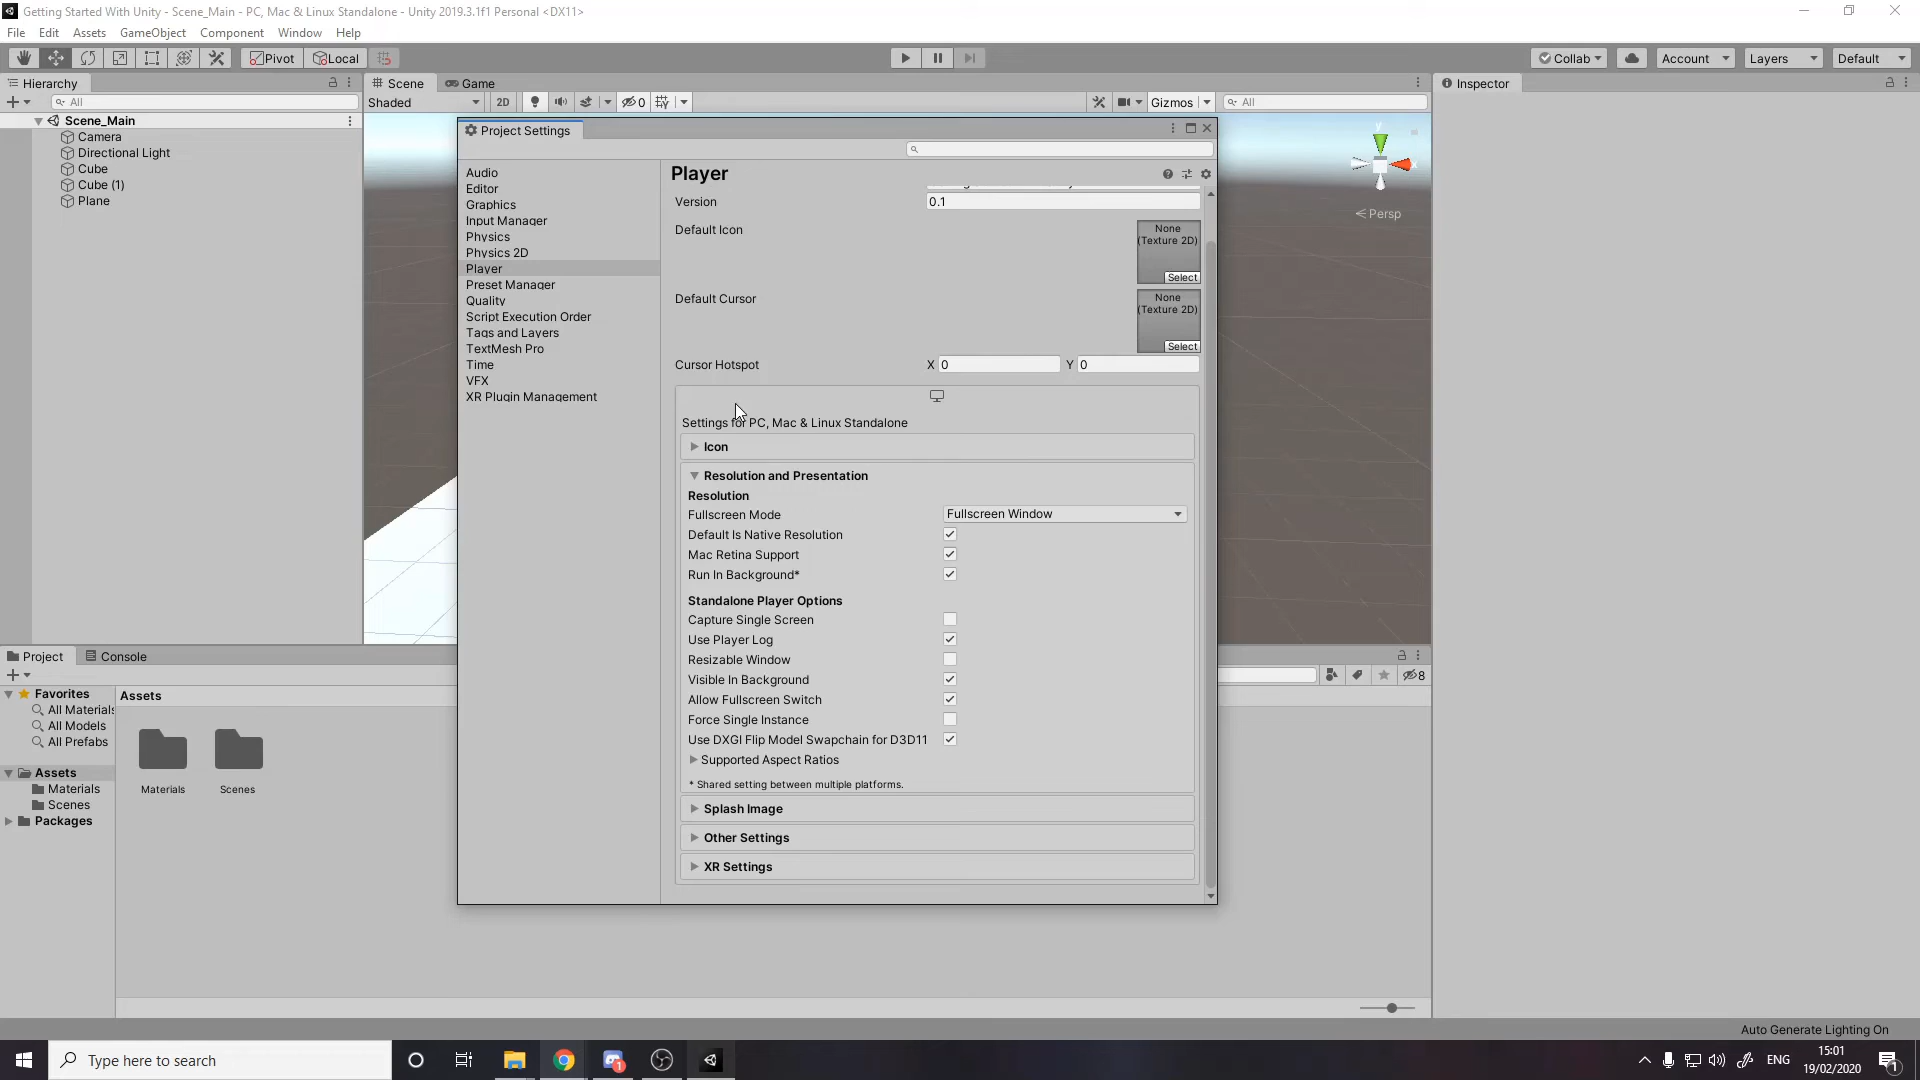 Getting Started With Unity - Scene_Main - PC, Mac & Linux Standalone - Unity 2019.3.1f1 Personal <DX11>
File Edit Assets GameObject Component Window Help
Pivot Local Collab Account Layers Default
Hierarchy Scene Game Inspector
All Shaded 2D 0 Gizmos All
Scene_Main
Camera
Directional Light
Cube
Cube (1)
Plane
y
x
Persp
Project Settings
Audio
Editor
Graphics
Input Manager
Physics
Physics 2D
Player
Preset Manager
Quality
Script Execution Order
Tags and Layers
TextMesh Pro
Time
VFX
XR Plugin Management
Player
Version 0.1
Default Icon None
(Texture 2D)
Select
Default Cursor None
(Texture 2D)
Select
Cursor Hotspot X 0 Y 0
Settings for PC, Mac & Linux Standalone
Icon
Resolution and Presentation
Resolution
Fullscreen Mode Fullscreen Window
Default Is Native Resolution
Mac Retina Support
Run In Background*
Standalone Player Options
Capture Single Screen
Use Player Log
Resizable Window
Visible In Background
Allow Fullscreen Switch
Force Single Instance
Use DXGI Flip Model Swapchain for D3D11
Supported Aspect Ratios
* Shared setting between multiple platforms.
Splash Image
Other Settings
XR Settings
Project Console
8
Favorites
All Materials
All Models
All Prefabs
Assets
Materials
Scenes
Packages
Assets
Materials Scenes
Auto Generate Lighting On
Type here to search
1
ENG
15:01
19/02/2020
1